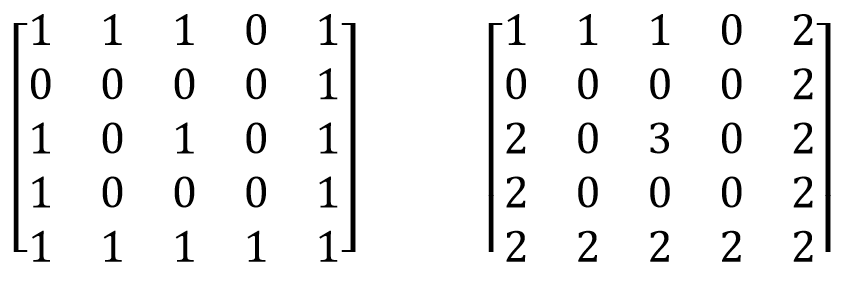 1 1 1 0 1 1 1 1 0 2
0 0 0 0 1 0 0 0 0 2
1 0 1 0 1 2 0 3 0 2
1 0 0 0 1 2 0 0 0 2
1 1 1 1 1 2 2 2 2 2